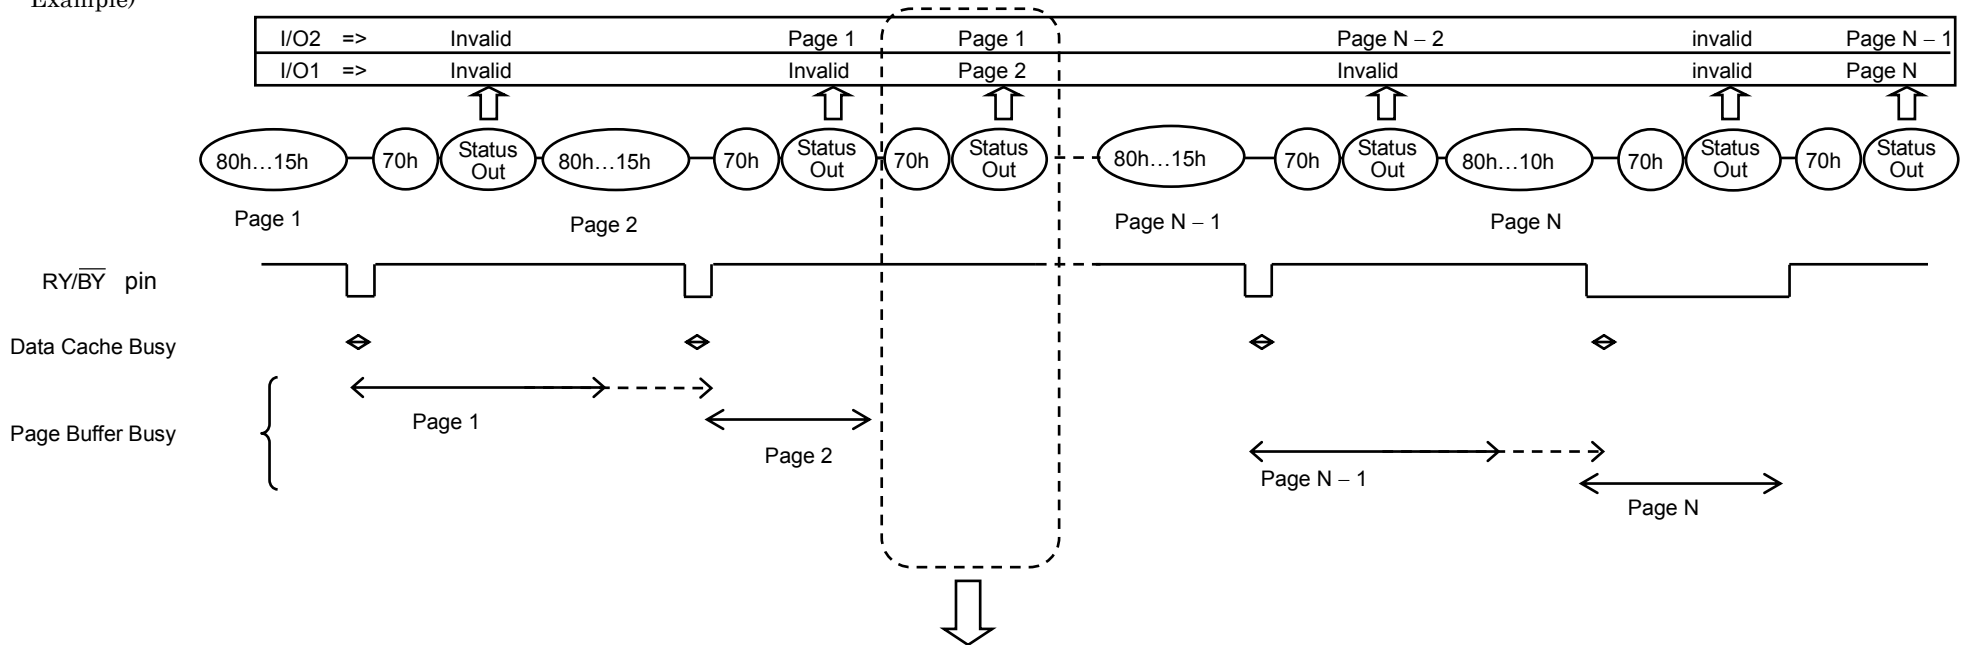 Example)
I/O2 => Invalid Page 1 Page 1 Page N – 2 invalid Page N – 1
I/O1 => Invalid Invalid Page 2 Invalid invalid Page N
80h…15h 70h Status Out 80h…15h 70h Status Out 70h Status Out 80h…15h 70h Status Out 80h…10h 70h Status Out 70h Status Out
Page 1 Page 2 Page N – 1 Page N
RY/BY pin
Data Cache Busy
Page Buffer Busy
Page 1
Page 2
Page N – 1
Page N